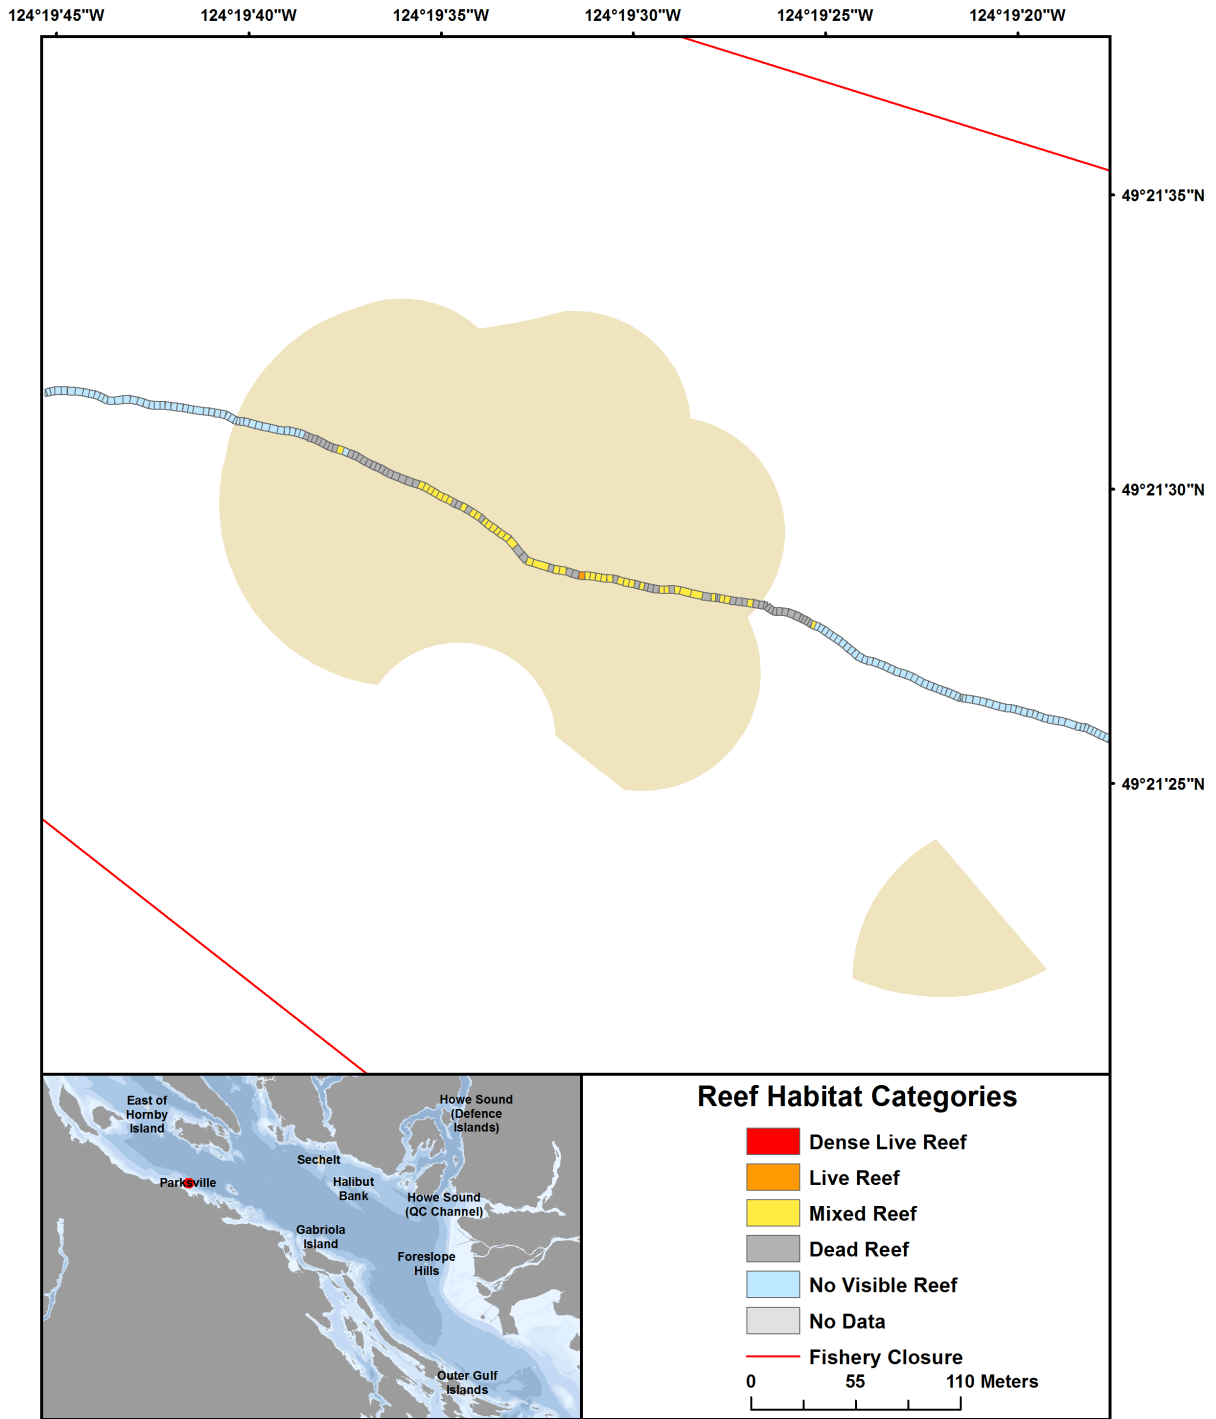 124°19'45"W 124°19'40"W 124°19'35"W 124°19'30"W 124°19'25"W 124°19'20"W
49°21'35"N
49°21'30"N
49°21'25"N
East of
Hornby
Island
Howe Sound
(Defence
Islands)
Sechelt
Parksville
Halibut
Bank
Howe Sound
(QC Channel)
Gabriola
Island
Foreslope
Hills
Outer Gulf
Islands
Reef Habitat Categories
Dense Live Reef
Live Reef
Mixed Reef
Dead Reef
No Visible Reef
No Data
Fishery Closure
0 55 110 Meters